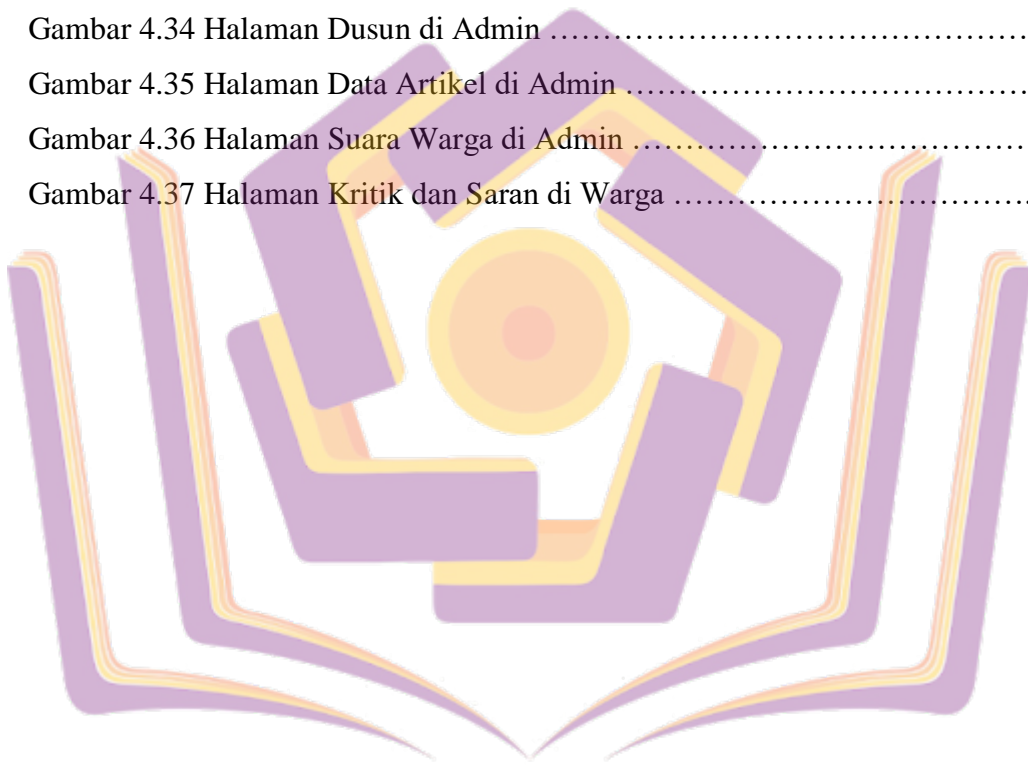 Gambar 4.34 Halaman Dusun di Admin ………………………………………
Gambar 4.35 Halaman Data Artikel di Admin …………………………………
Gambar 4.36 Halaman Suara Warga di Admin …………………………………
Gambar 4.37 Halaman Kritik dan Saran di Warga ……………………………